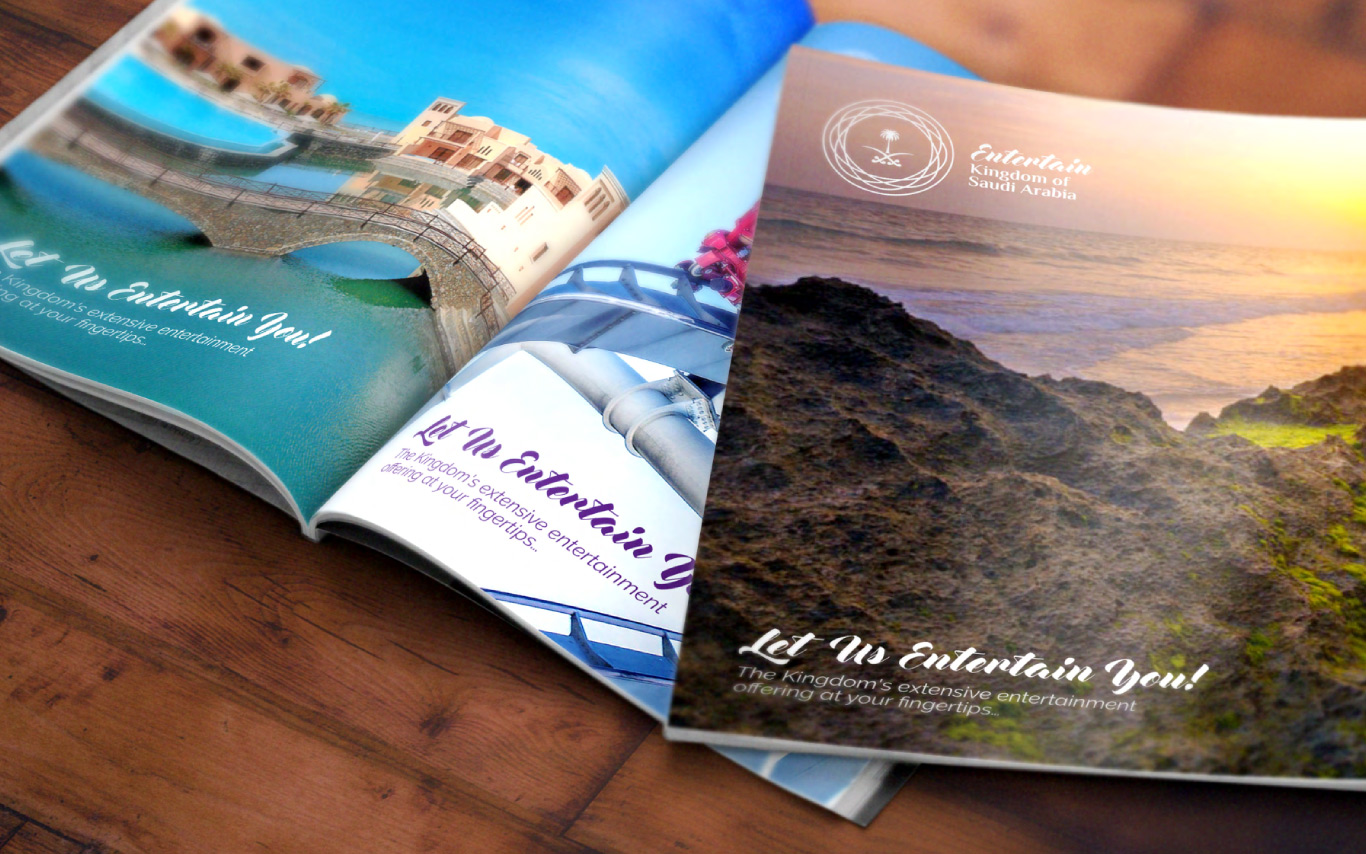 Let Us Entertain You!
Kingdom's extensive entertainment
at your fingertips...
Let Us Entertain
The Kingdom's extensive entertainment
offering at your fingertips...
Entertain
Kingdom of
Saudi Arabia
Let Us Entertain You!
The Kingdom's extensive entertainment
offering at your fingertips...